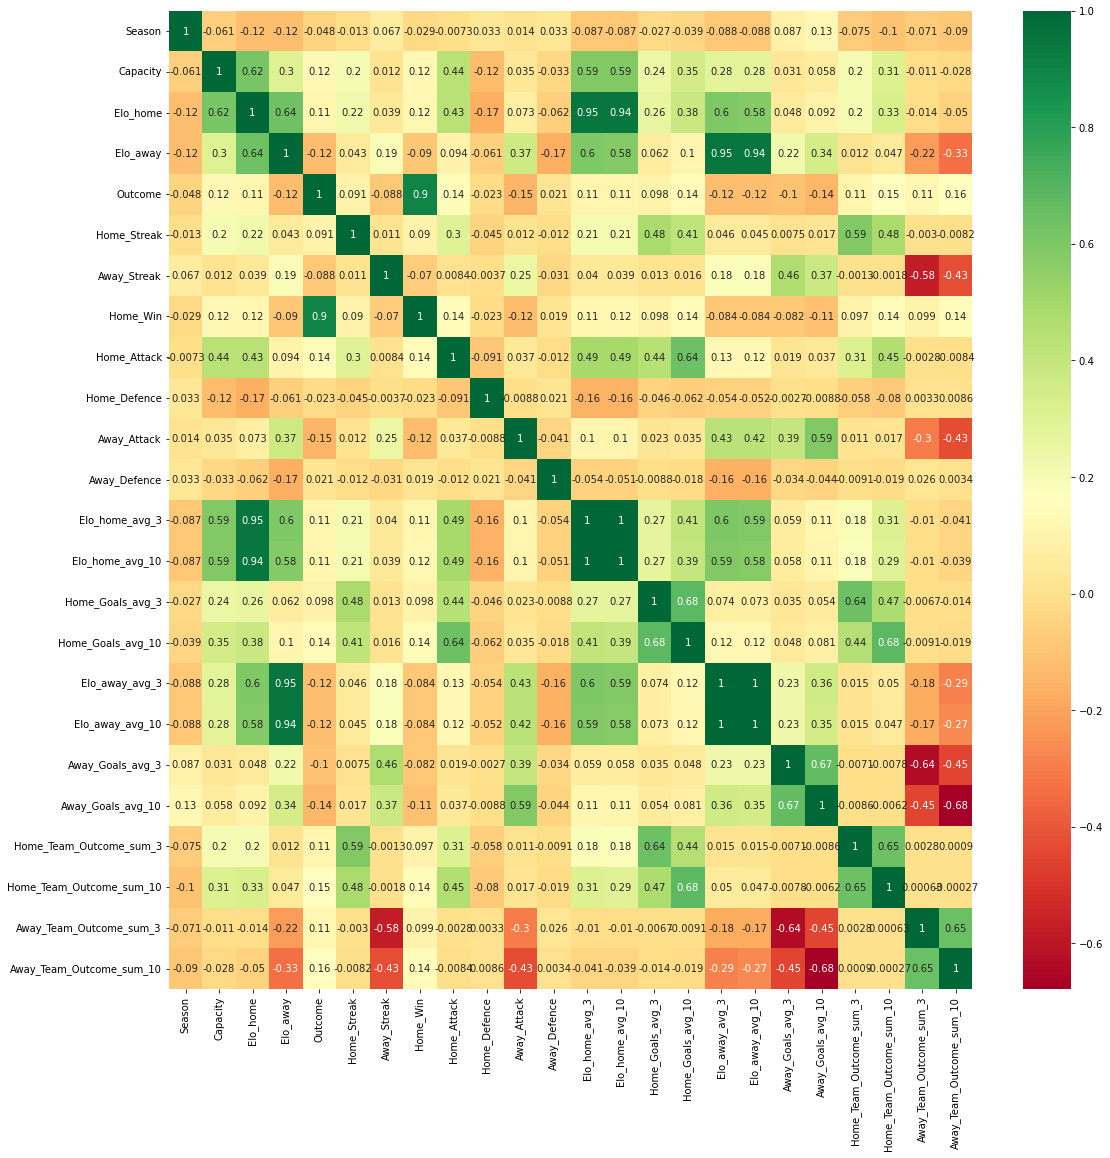 Season 1 -0.061 -0.12 -0.12 -0.048 -0.013 0.067 -0.029 -0.0073 0.033 0.014 0.033 -0.087 -0.087 -0.027 -0.039 -0.088 -0.088 0.087 0.13 -0.075 -0.1 -0.071 -0.09 1.0
Capacity -0.061 1 0.62 0.3 0.12 0.2 0.012 0.12 0.44 -0.12 0.035 -0.033 0.59 0.59 0.24 0.35 0.28 0.28 0.031 0.058 0.2 0.31 -0.011 -0.028
Elo_home -0.12 0.62 1 0.64 0.11 0.22 0.039 0.12 0.43 -0.17 0.073 -0.062 0.95 0.94 0.26 0.38 0.6 0.58 0.048 0.092 0.2 0.33 -0.014 -0.05
0.8
Elo_away -0.12 0.3 0.64 1 -0.12 0.043 0.19 -0.09 0.094 -0.061 0.37 -0.17 0.6 0.58 0.062 0.1 0.95 0.94 0.22 0.34 0.012 0.047 -0.22 -0.33
Outcome -0.048 0.12 0.11 -0.12 1 0.091 -0.088 0.9 0.14 -0.023 -0.15 0.021 0.11 0.11 0.098 0.14 -0.12 -0.12 -0.1 -0.14 0.11 0.15 0.11 0.16
Home_Streak -0.013 0.2 0.22 0.043 0.091 1 0.011 0.09 0.3 -0.045 0.012 -0.012 0.21 0.21 0.48 0.41 0.046 0.045 0.0075 0.017 0.59 0.48 -0.003 -0.0082
0.6
Away_Streak 0.067 0.012 0.039 0.19 -0.088 0.011 1 -0.07 0.0084 -0.0037 0.25 -0.031 0.04 0.039 0.013 0.016 0.18 0.18 0.46 0.37 -0.0013 -0.0018 -0.58 -0.43
Home_Win -0.029 0.12 0.12 -0.09 0.9 0.09 -0.07 1 0.14 -0.023 -0.12 0.019 0.11 0.12 0.098 0.14 -0.084 -0.084 -0.082 -0.11 0.097 0.14 0.099 0.14
0.4
Home_Attack -0.0073 0.44 0.43 0.094 0.14 0.3 0.0084 0.14 1 -0.091 0.037 -0.012 0.49 0.49 0.44 0.64 0.13 0.12 0.019 0.037 0.31 0.45 -0.0028 -0.0084
Home_Defence 0.033 -0.12 -0.17 -0.061 -0.023 -0.045 -0.0037 -0.023 -0.091 1 -0.0088 0.021 -0.16 -0.16 -0.046 -0.062 -0.054 -0.052 -0.0027 -0.0088 -0.058 -0.08 0.0033 0.0086
Away_Attack 0.014 0.035 0.073 0.37 -0.15 0.012 0.25 -0.12 0.037 -0.0088 1 -0.041 0.1 0.1 0.023 0.035 0.43 0.42 0.39 0.59 0.011 0.017 -0.3 -0.43
0.2
Away_Defence 0.033 -0.033 -0.062 -0.17 0.021 -0.012 -0.031 0.019 -0.012 0.021 -0.041 1 -0.054 -0.051 -0.0088 -0.018 -0.16 -0.16 -0.034 -0.044 -0.0091 -0.019 0.026 0.0034
Elo_home_avg_3 -0.087 0.59 0.95 0.6 0.11 0.21 0.04 0.11 0.49 -0.16 0.1 -0.054 1 1 0.27 0.41 0.6 0.59 0.059 0.11 0.18 0.31 -0.01 -0.041
Elo_home_avg_10 -0.087 0.59 0.94 0.58 0.11 0.21 0.039 0.12 0.49 -0.16 0.1 -0.051 1 1 0.27 0.39 0.59 0.58 0.058 0.11 0.18 0.29 -0.01 -0.039
Home_Goals_avg_3 -0.027 0.24 0.26 0.062 0.098 0.48 0.013 0.098 0.44 -0.046 0.023 -0.0088 0.27 0.27 1 0.68 0.074 0.073 0.035 0.054 0.64 0.47 -0.0067 -0.014
0.0
Home_Goals_avg_10 -0.039 0.35 0.38 0.1 0.14 0.41 0.016 0.14 0.64 -0.062 0.035 -0.018 0.41 0.39 0.68 1 0.12 0.12 0.048 0.081 0.44 0.68 -0.0091 -0.019
Elo_away_avg_3 -0.088 0.28 0.6 0.95 -0.12 0.046 0.18 -0.084 0.13 -0.054 0.43 -0.16 0.6 0.59 0.074 0.12 1 1 0.23 0.36 0.015 0.05 -0.18 -0.29
-0.2
Elo_away_avg_10 -0.088 0.28 0.58 0.94 -0.12 0.045 0.18 -0.084 0.12 -0.052 0.42 -0.16 0.59 0.58 0.073 0.12 1 1 0.23 0.35 0.015 0.047 -0.17 -0.27
Away_Goals_avg_3 0.087 0.031 0.048 0.22 -0.1 0.0075 0.46 -0.082 0.019 -0.0027 0.39 -0.034 0.059 0.058 0.035 0.048 0.23 0.23 1 0.67 -0.0071 -0.0078 -0.64 -0.45
Away_Goals_avg_10 0.13 0.058 0.092 0.34 -0.14 0.017 0.37 -0.11 0.037 -0.0088 0.59 -0.044 0.11 0.11 0.054 0.081 0.36 0.35 0.67 1 -0.0086 -0.0062 -0.45 -0.68
-0.4
Home_Team_Outcome_sum_3 -0.075 0.2 0.2 0.012 0.11 0.59 -0.0013 0.097 0.31 -0.058 0.011 -0.0091 0.18 0.18 0.64 0.44 0.015 0.015 -0.0071 -0.0086 1 0.65 0.0028 0.0009
Home_Team_Outcome_sum_10 -0.1 0.31 0.33 0.047 0.15 0.48 -0.0018 0.14 0.45 -0.08 0.017 -0.019 0.31 0.29 0.47 0.68 0.05 0.047 -0.0078 -0.0062 0.65 1
Away_Team_Outcome_sum_3 -0.071 -0.011 -0.014 -0.22 0.11 -0.003 -0.58 0.099 -0.0028 0.0033 -0.3 0.026 -0.01 -0.01 -0.0067 -0.0091 -0.18 -0.17 -0.64 -0.45 0.0028 1 0.65
-0.6
Away_Team_Outcome_sum_10 -0.09 -0.028 -0.05 -0.33 0.16 -0.0082 -0.43 0.14 -0.0084 0.0086 -0.43 0.0034 -0.041 -0.039 -0.014 -0.019 -0.29 -0.27 -0.45 -0.68 0.0009 -0.00027 0.65 1
Season
Capacity
Elo_home
Elo_away
Outcome
Home_Streak
Away_Streak
Home_Win
Home_Attack
Home_Defence
Away_Attack
Away_Defence
Elo_home_avg_3
Elo_home_avg_10
Home_Goals_avg_3
Home_Goals_avg_10
Elo_away_avg_3
Elo_away_avg_10
Away_Goals_avg_3
Away_Goals_avg_10
Home_Team_Outcome_sum_3
Home_Team_Outcome_sum_10
Away_Team_Outcome_sum_3
Away_Team_Outcome_sum_10